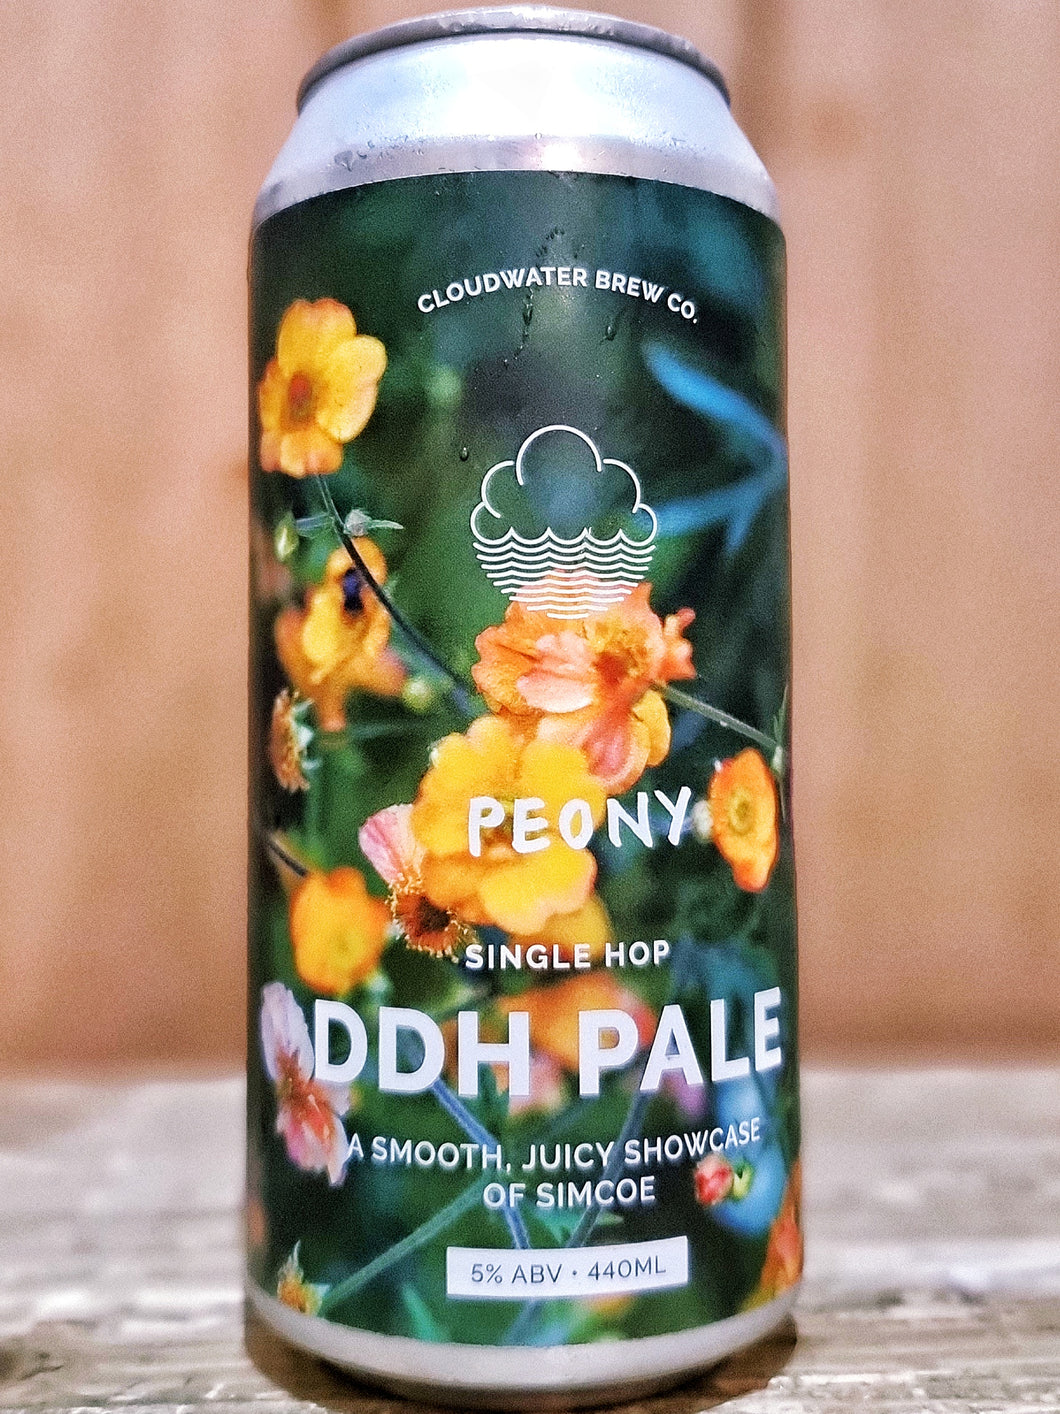 CLOUDWATER BREW CO.
PEONY
SINGLE HOP
DDH PALE
A SMOOTH, JUICY SHOWCASE
OF SIMCOE
5% ABV • 440ML